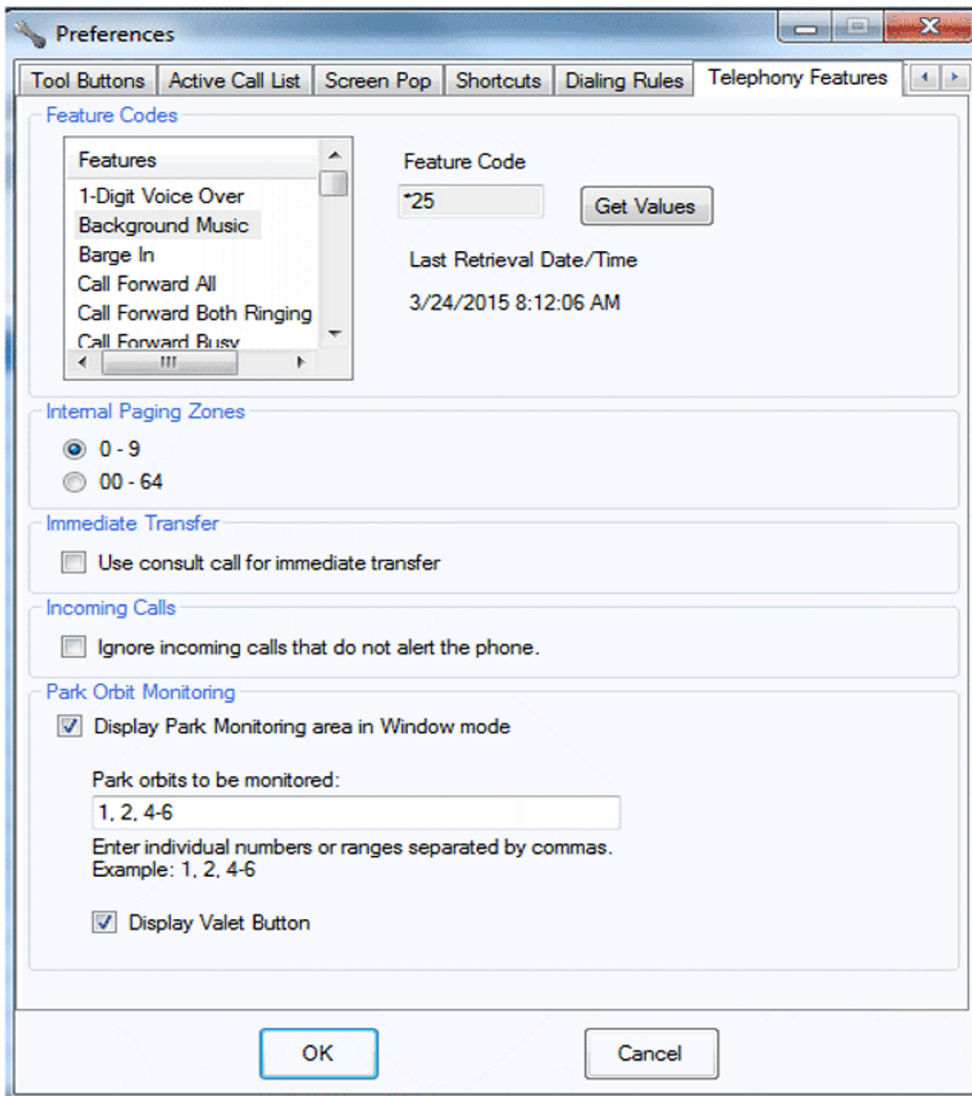 Preferences
Tool Buttons Active Call List Screen Pop Shortcuts Dialing Rules Telephony Features
Feature Codes
Features
1-Digit Voice Over
Background Music
Barge In
Call Forward All
Call Forward Both Ringing
Call Forward Busy
Feature Code
*25
Get Values
Last Retrieval Date/Time
3/24/2015 8:12:06 AM
Internal Paging Zones
0 - 9
00 - 64
Immediate Transfer
Use consult call for immediate transfer
Incoming Calls
Ignore incoming calls that do not alert the phone.
Park Orbit Monitoring
Display Park Monitoring area in Window mode
Park orbits to be monitored:
1, 2, 4-6
Enter individual numbers or ranges separated by commas.
Example: 1, 2, 4-6
Display Valet Button
OK Cancel